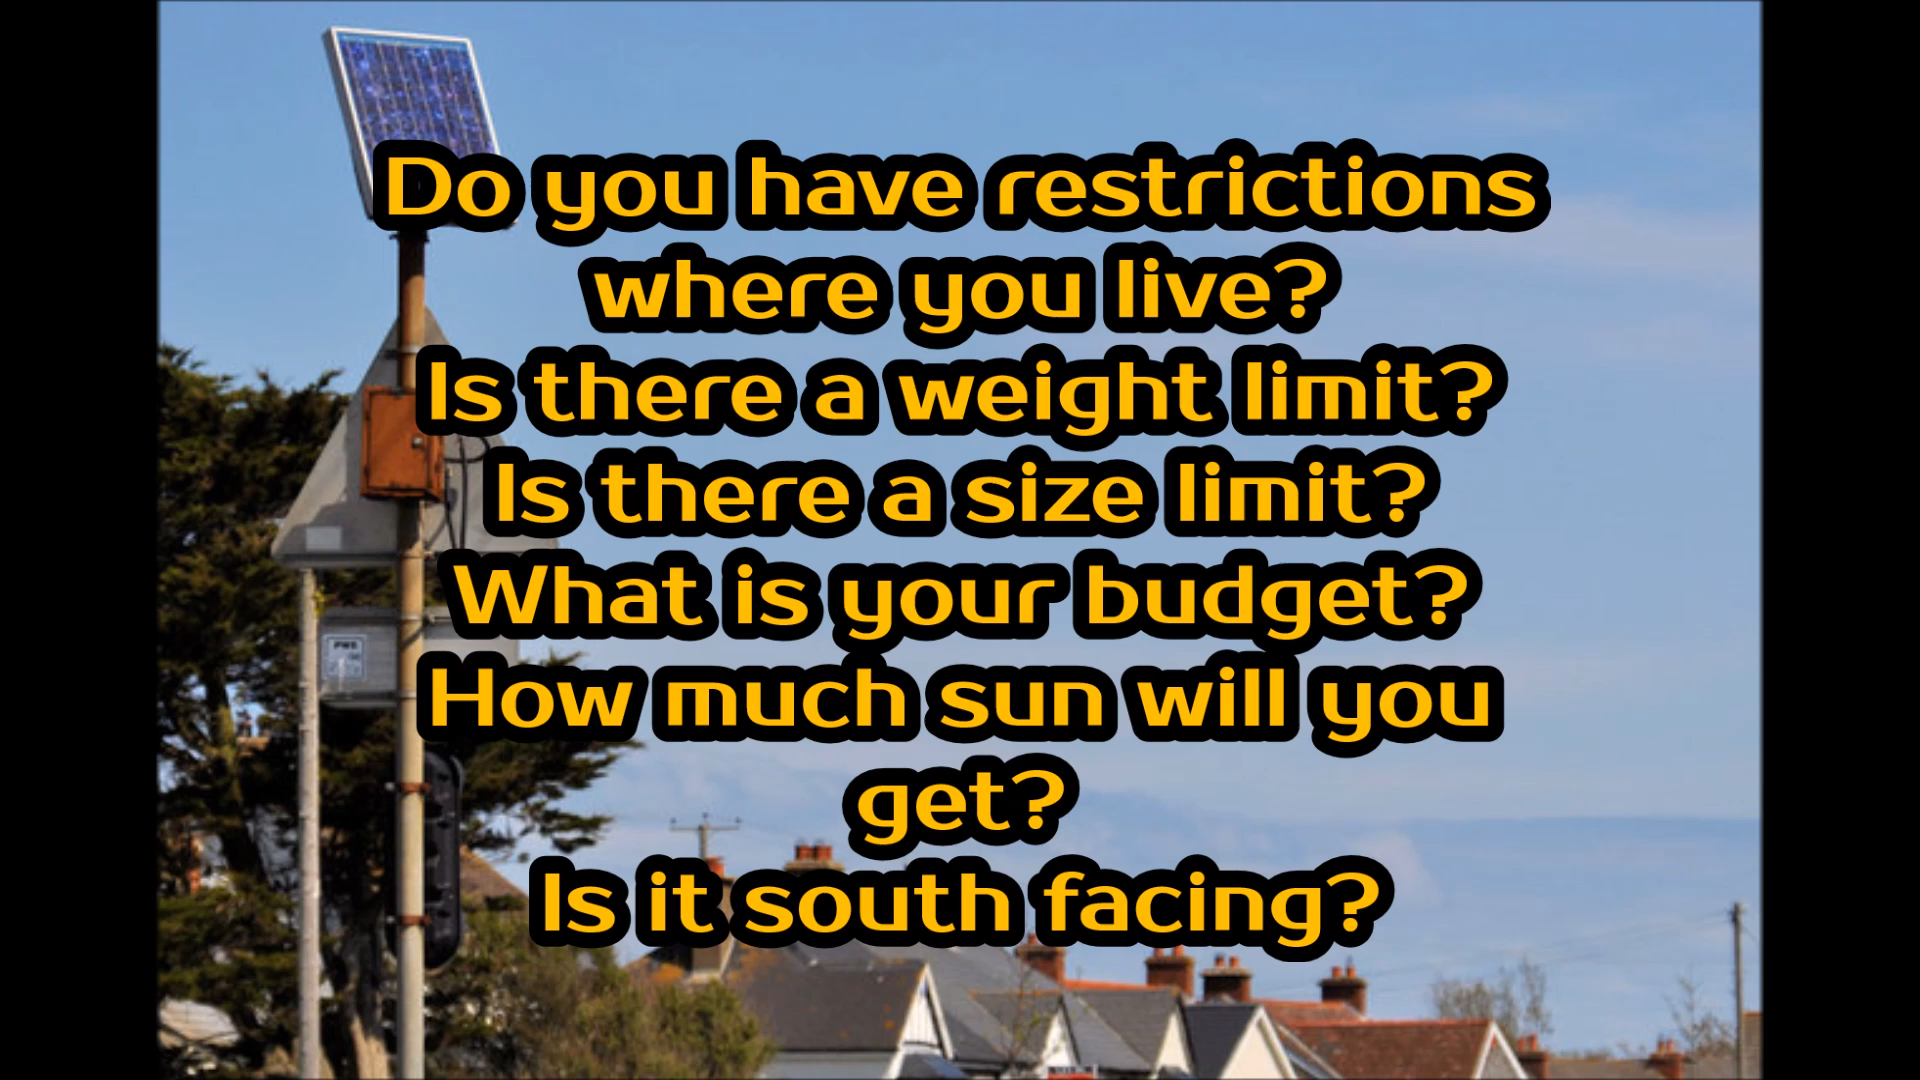 Do you have restrictions
where you live?
Is there a weight limit?
Is there a size limit?
What is your budget?
How much sun will you
get?
Is it south facing?